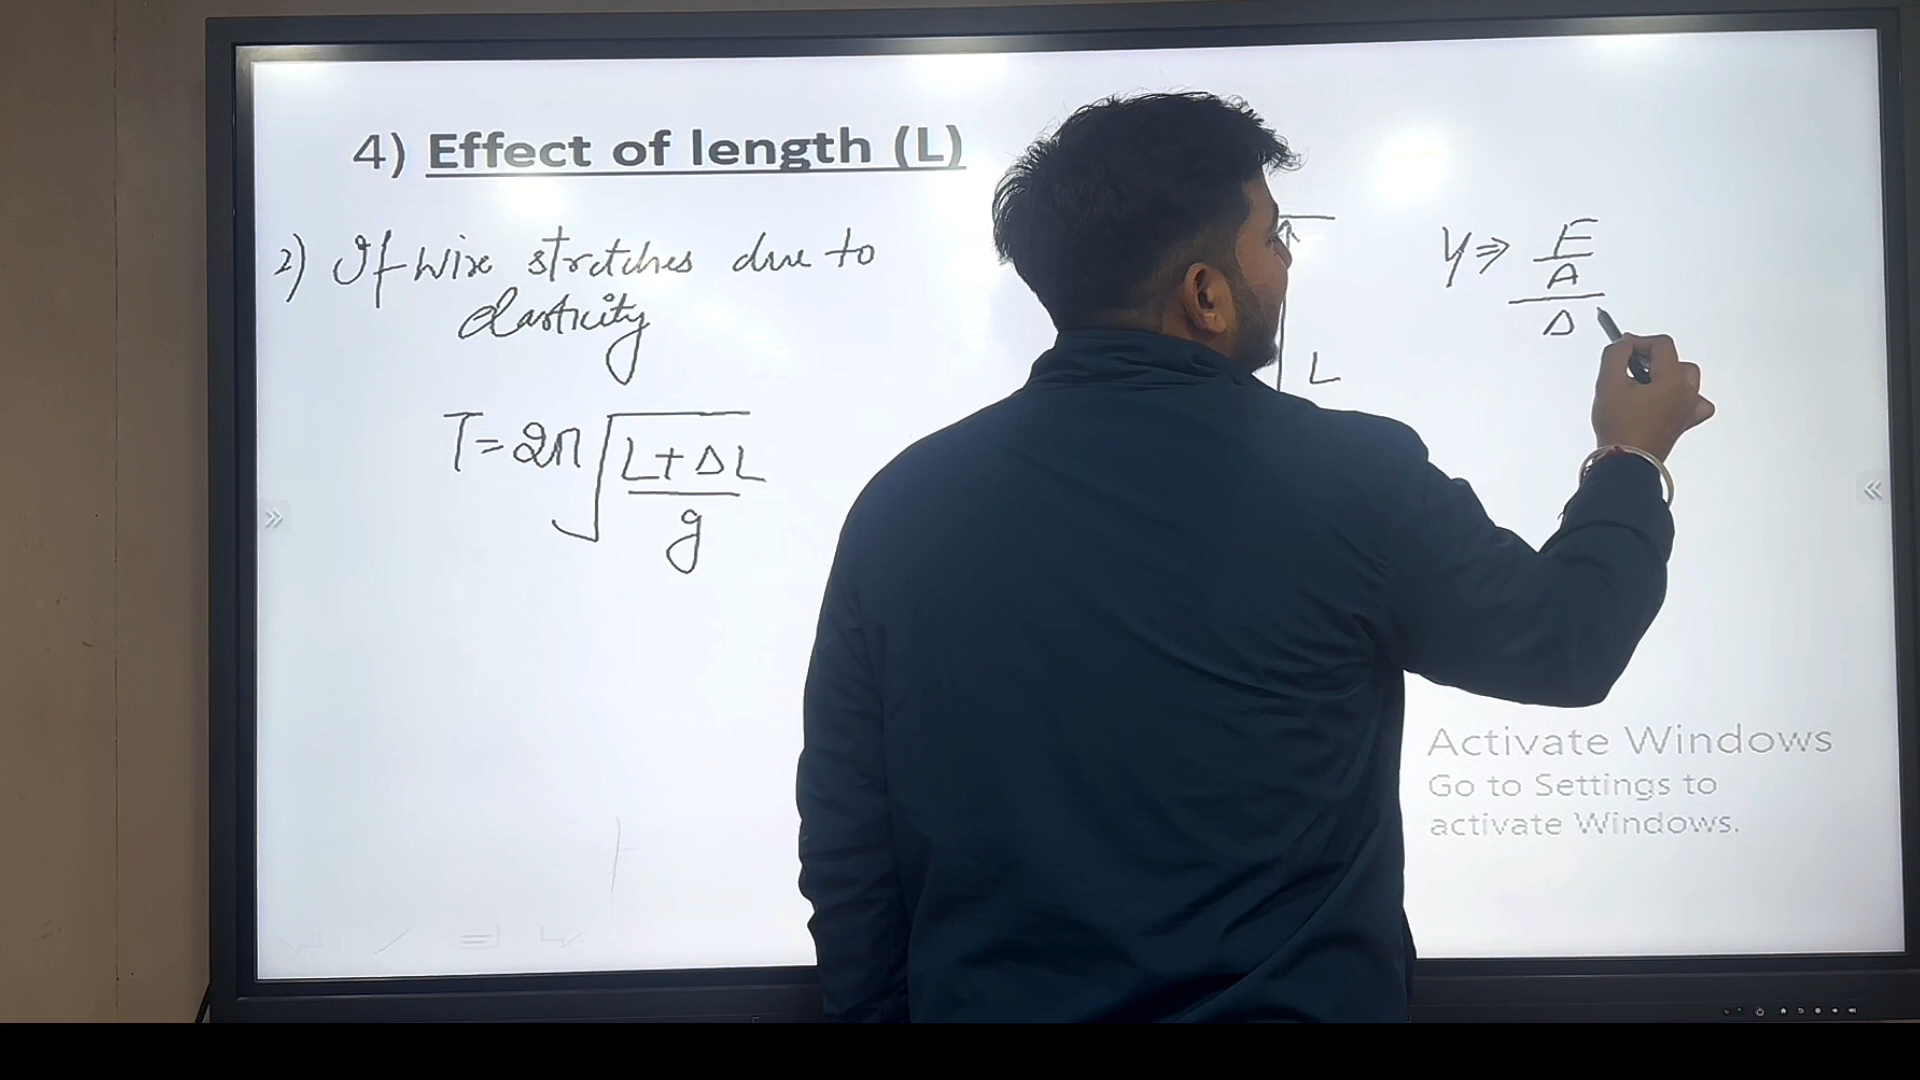 4) Effect of length (L)
2) If wire stretches due to
elasticity
T=2π√(L+ΔL/g)
L
Y⇒ F/A
Δ
Activate Windows
Go to Settings to
activate Windows.